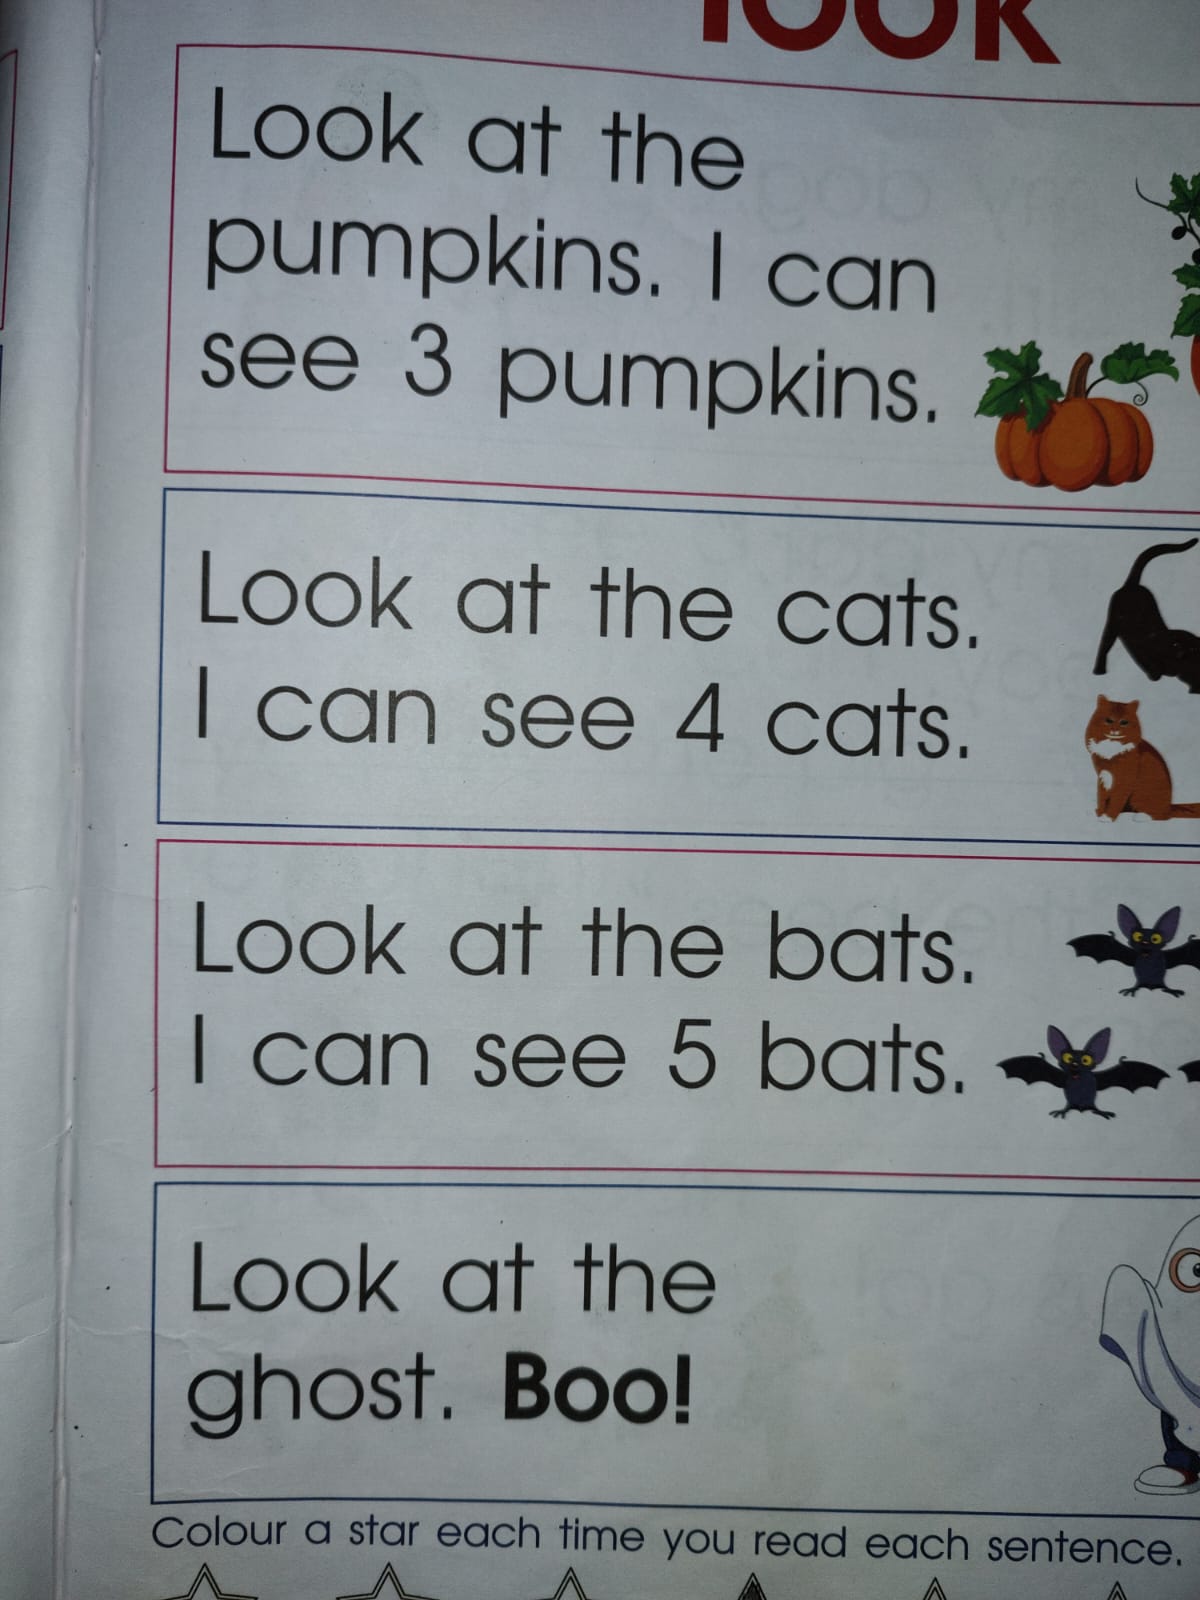 look
Look at the
pumpkins. I can
see 3 pumpkins.
Look at the cats.
I can see 4 cats.
Look at the bats.
I can see 5 bats.
Look at the
ghost. Boo!
Colour a star each time you read each sentence.